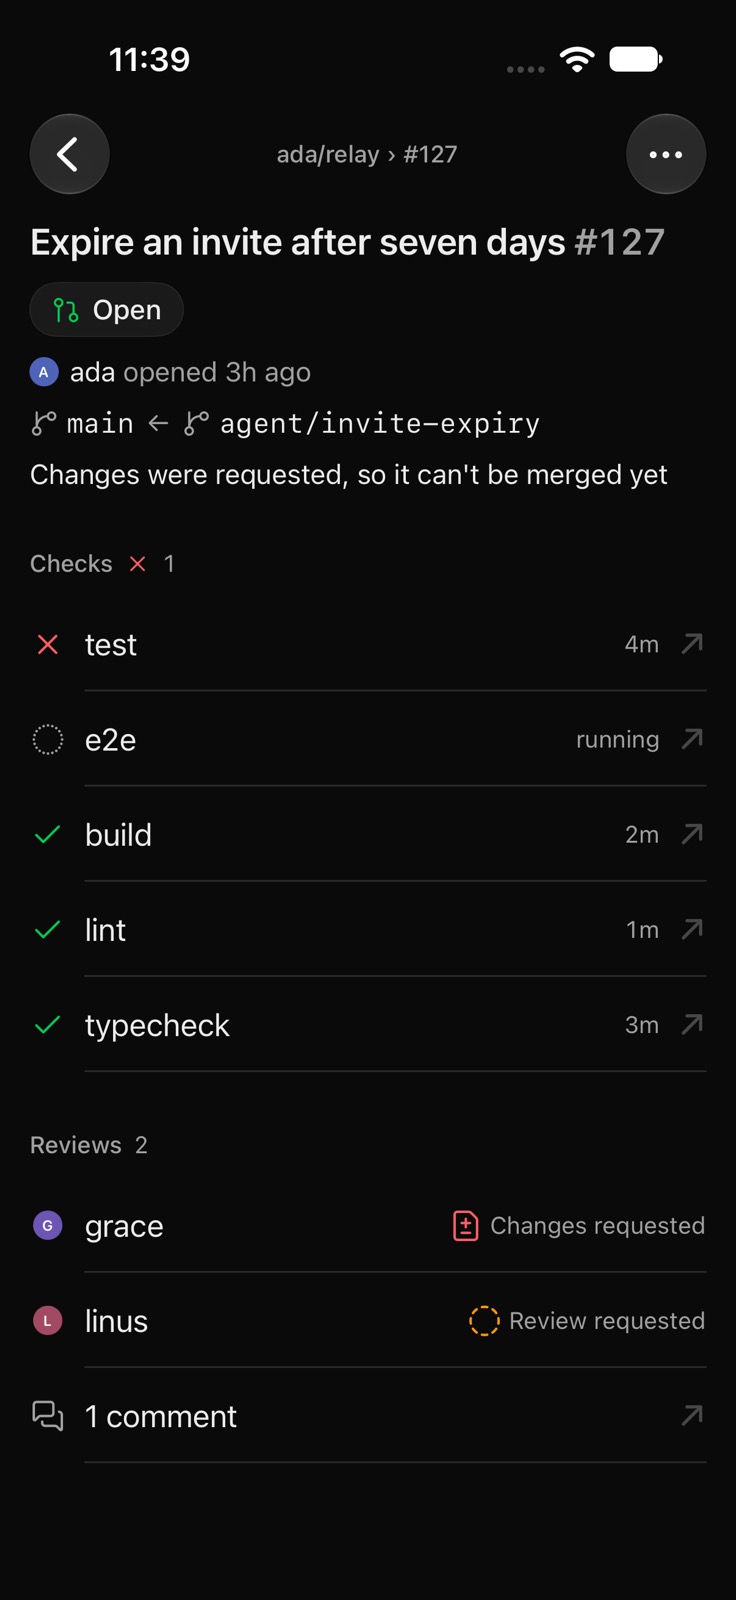 11:39
ada/relay › #127
Expire an invite after seven days #127
Open
A ada opened 3h ago
main ← agent/invite-expiry
Changes were requested, so it can't be merged yet
Checks × 1
test 4m
e2e running
build 2m
lint 1m
typecheck 3m
Reviews 2
G grace Changes requested
L linus Review requested
1 comment